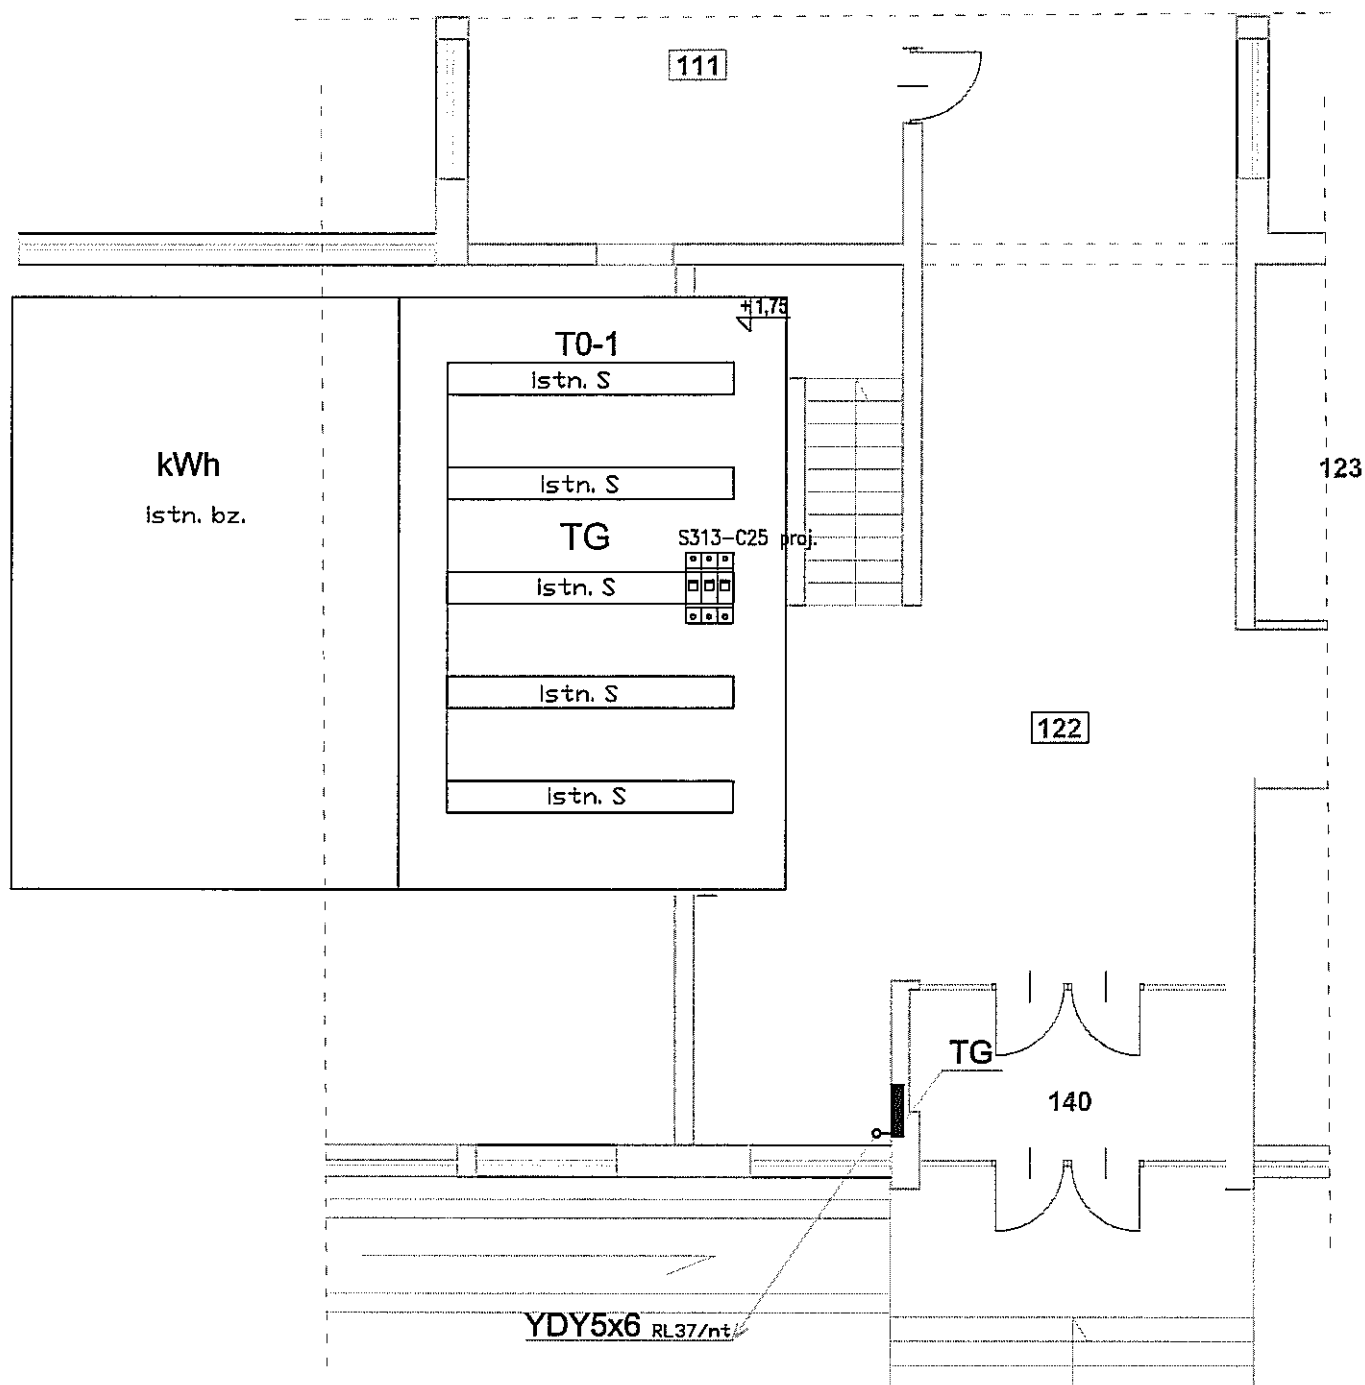 111
+1,75
T0-1
Istn. S
kWh
Istn. bz.
Istn. S
123
TG
S313-C25 proj.
Istn. S
Istn. S
122
Istn. S
TG
140
YDY5x6 RL37/nt